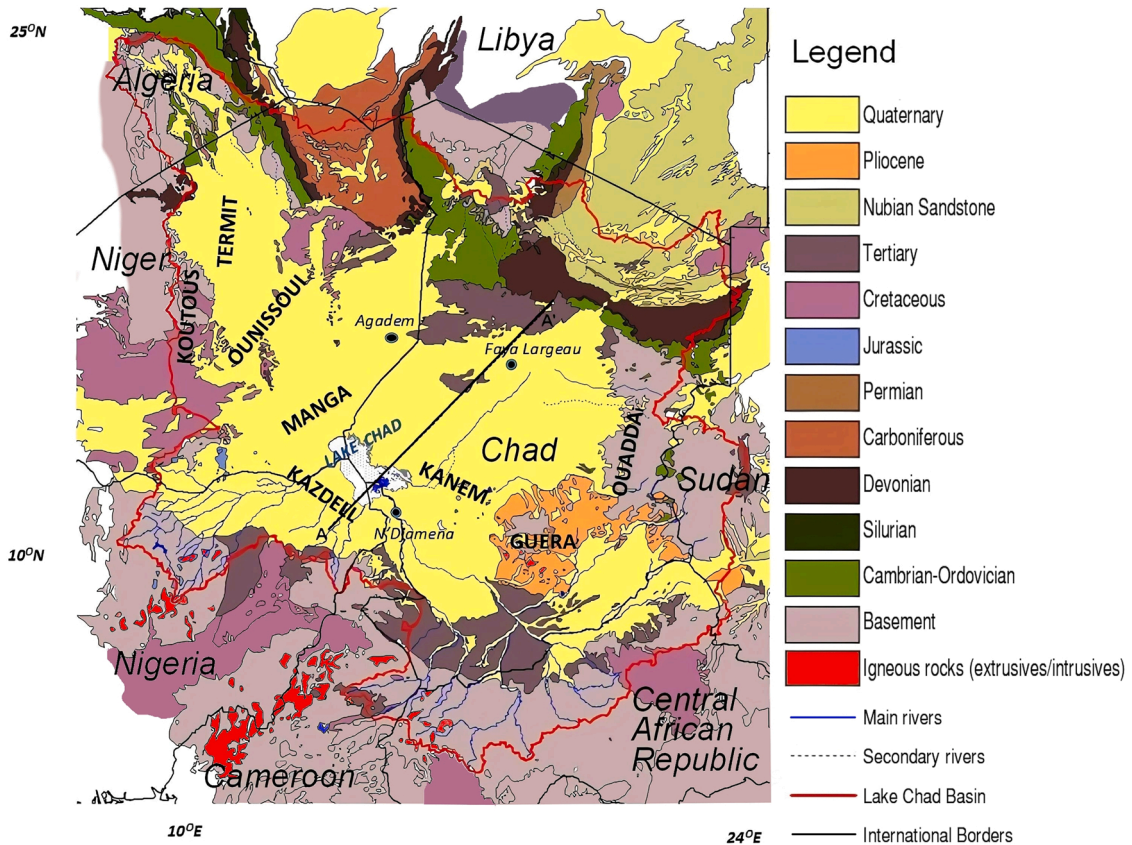 25°N
Libya
Algeria
TERMIT
Niger
KOUTOUS
OUNISSOUL
Agadem
A'
Faya Largeau
MANGA
LAKE CHAD
Chad
OUADDAI
KANEM
KAZDELL
Sudan
A
N'Djamena
GUERA
10°N
Nigeria
Central
African
Republic
Cameroon
10°E
24°E
Legend
Quaternary
Pliocene
Nubian Sandstone
Tertiary
Cretaceous
Jurassic
Permian
Carboniferous
Devonian
Silurian
Cambrian-Ordovician
Basement
Igneous rocks (extrusives/intrusives)
Main rivers
Secondary rivers
Lake Chad Basin
International Borders